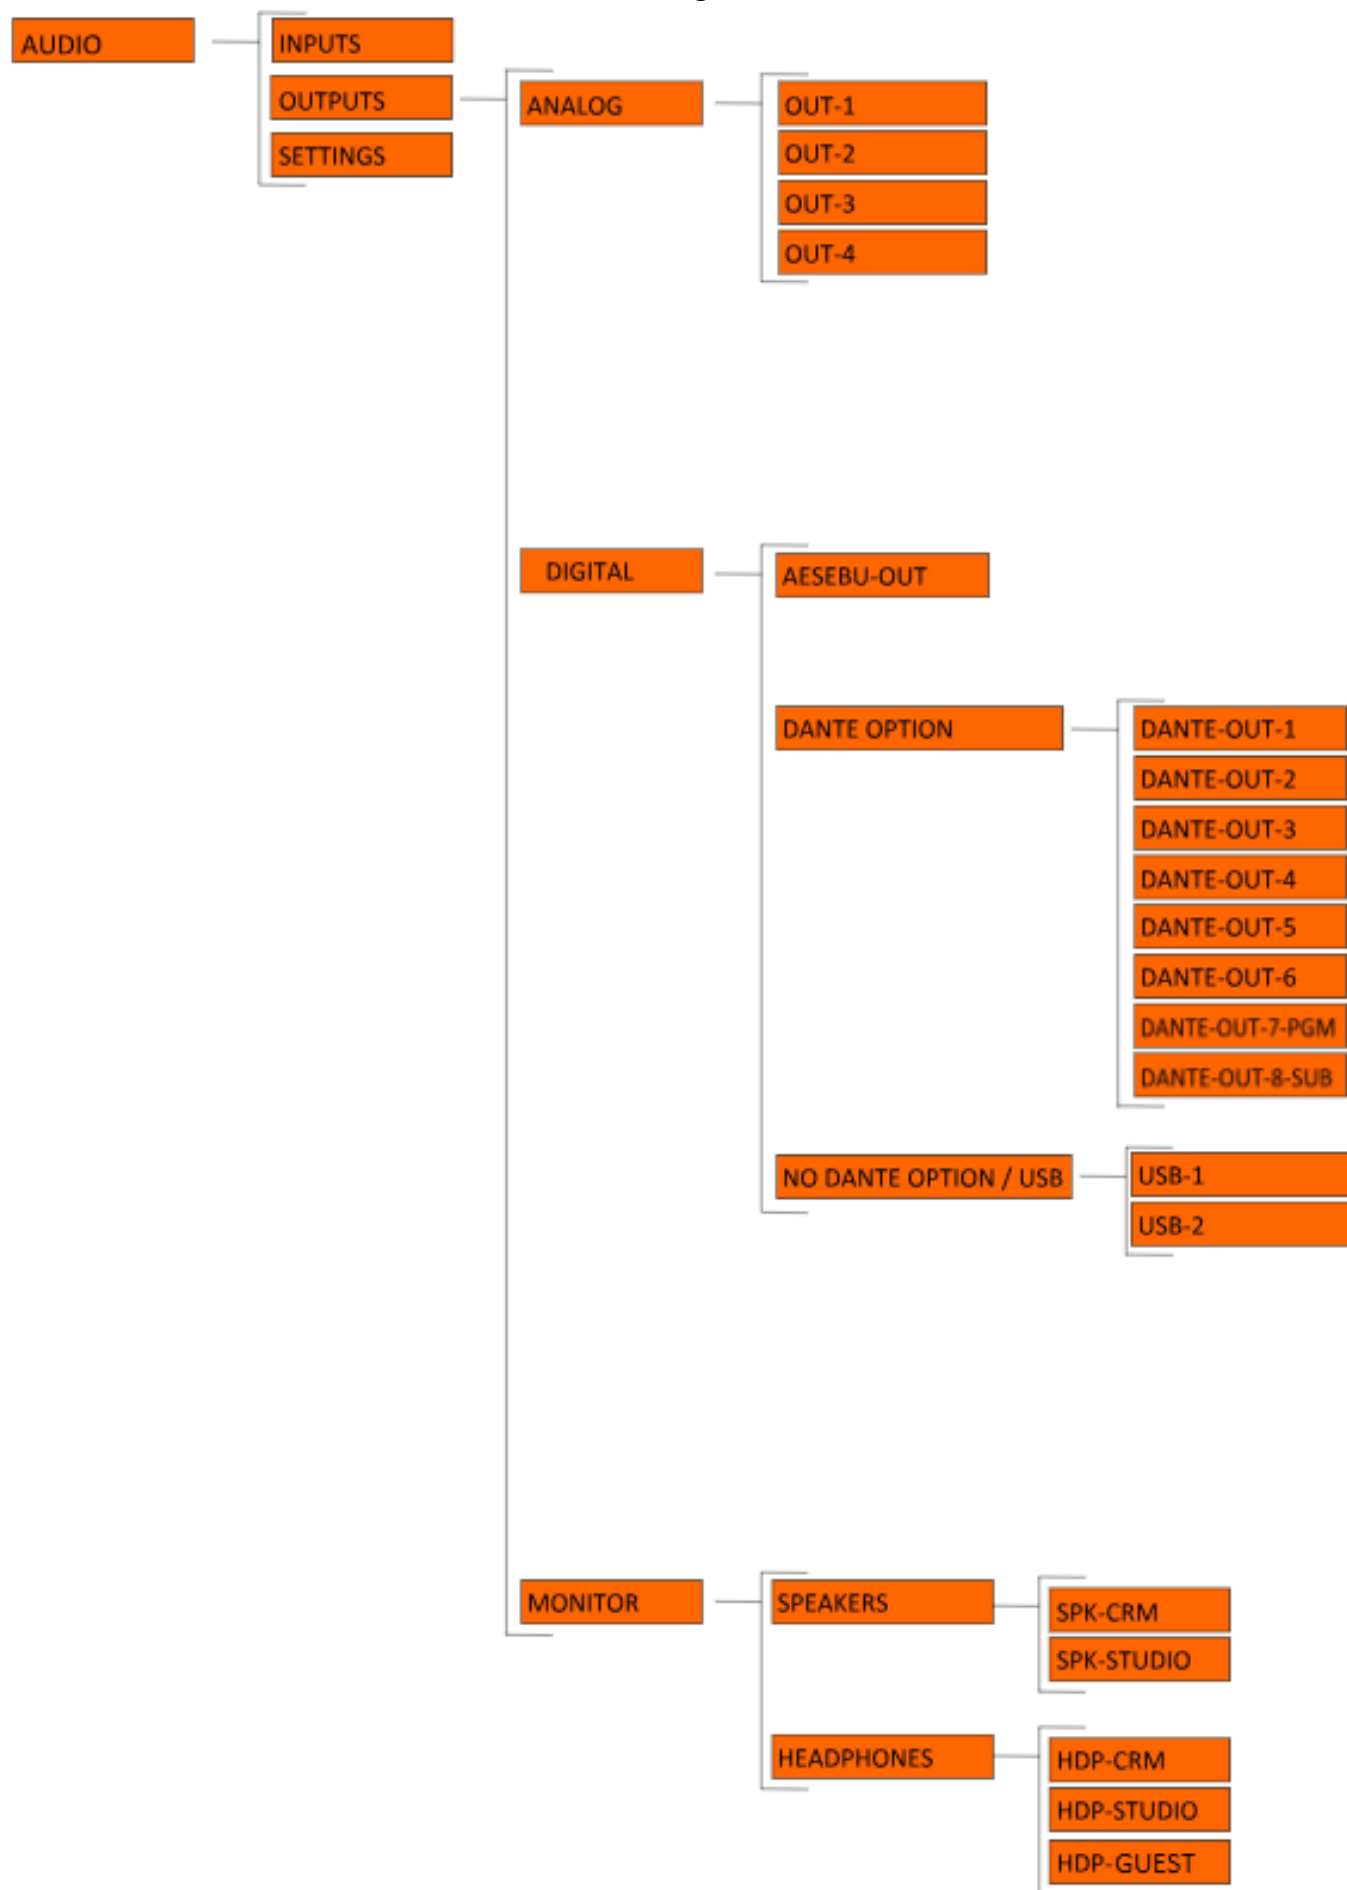 AUDIO
INPUTS
OUTPUTS
SETTINGS
ANALOG
OUT-1
OUT-2
OUT-3
OUT-4
DIGITAL
AESEBU-OUT
DANTE OPTION
DANTE-OUT-1
DANTE-OUT-2
DANTE-OUT-3
DANTE-OUT-4
DANTE-OUT-5
DANTE-OUT-6
DANTE-OUT-7-PGM
DANTE-OUT-8-SUB
NO DANTE OPTION / USB
USB-1
USB-2
MONITOR
SPEAKERS
SPK-CRM
SPK-STUDIO
HEADPHONES
HDP-CRM
HDP-STUDIO
HDP-GUEST